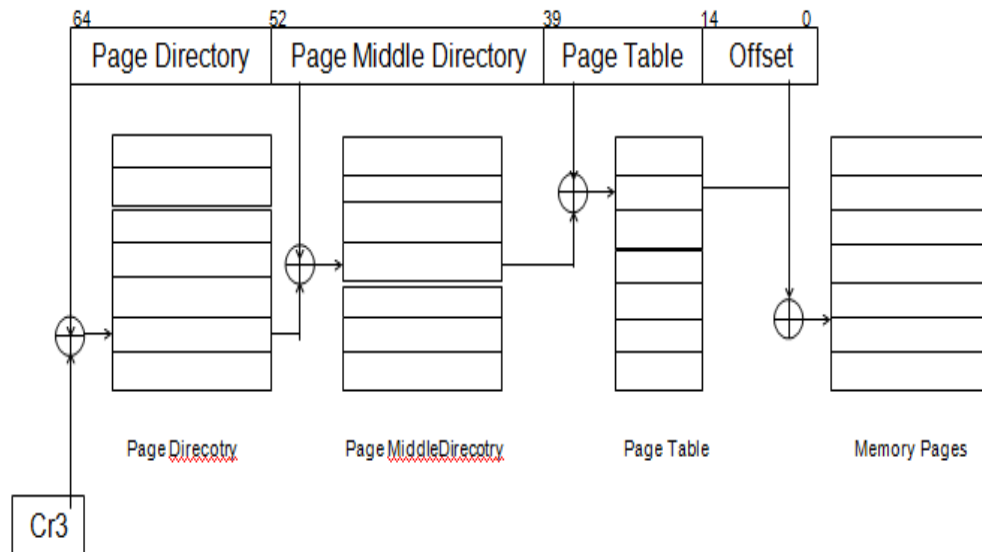 64 52 39 14 0
Page Directory Page Middle Directory Page Table Offset
Page Direcotry Page MiddleDirecotry Page Table Memory Pages
Cr3